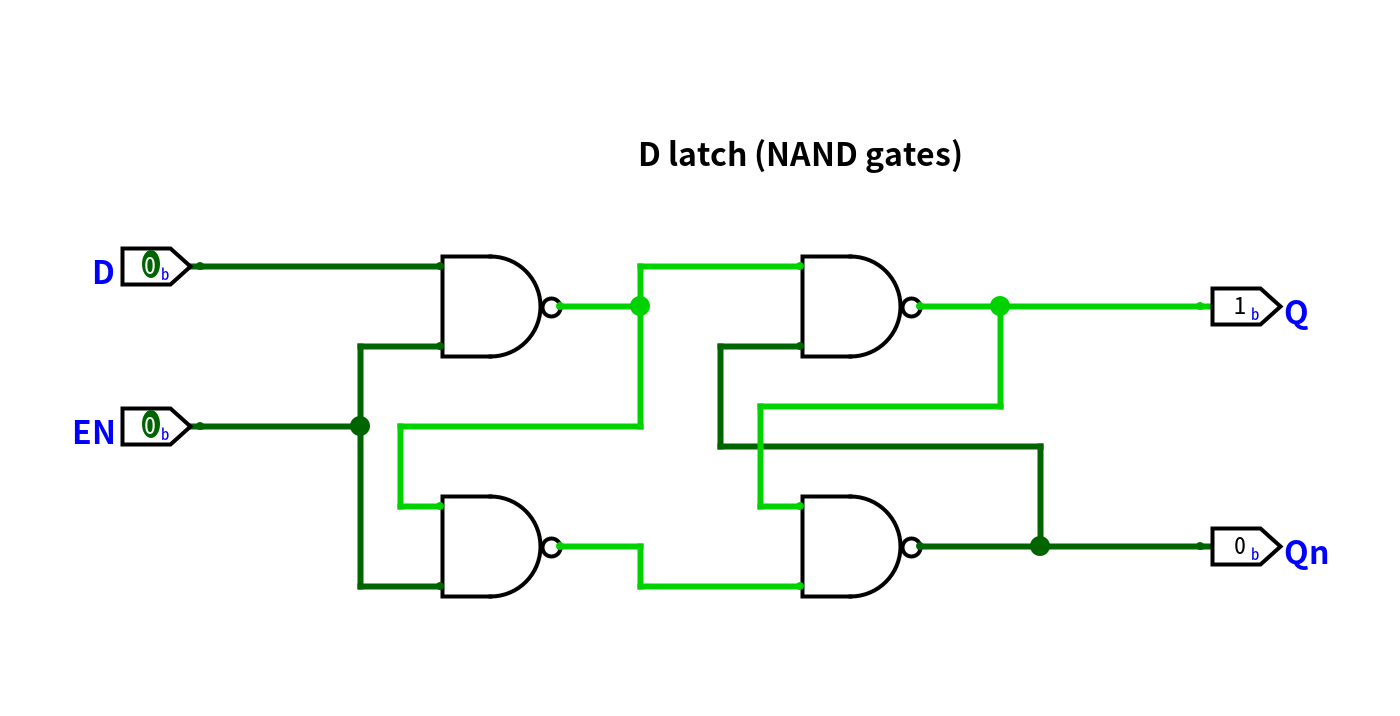 D latch (NAND gates)
D 0b
1b Q
EN 0b
0b Qn